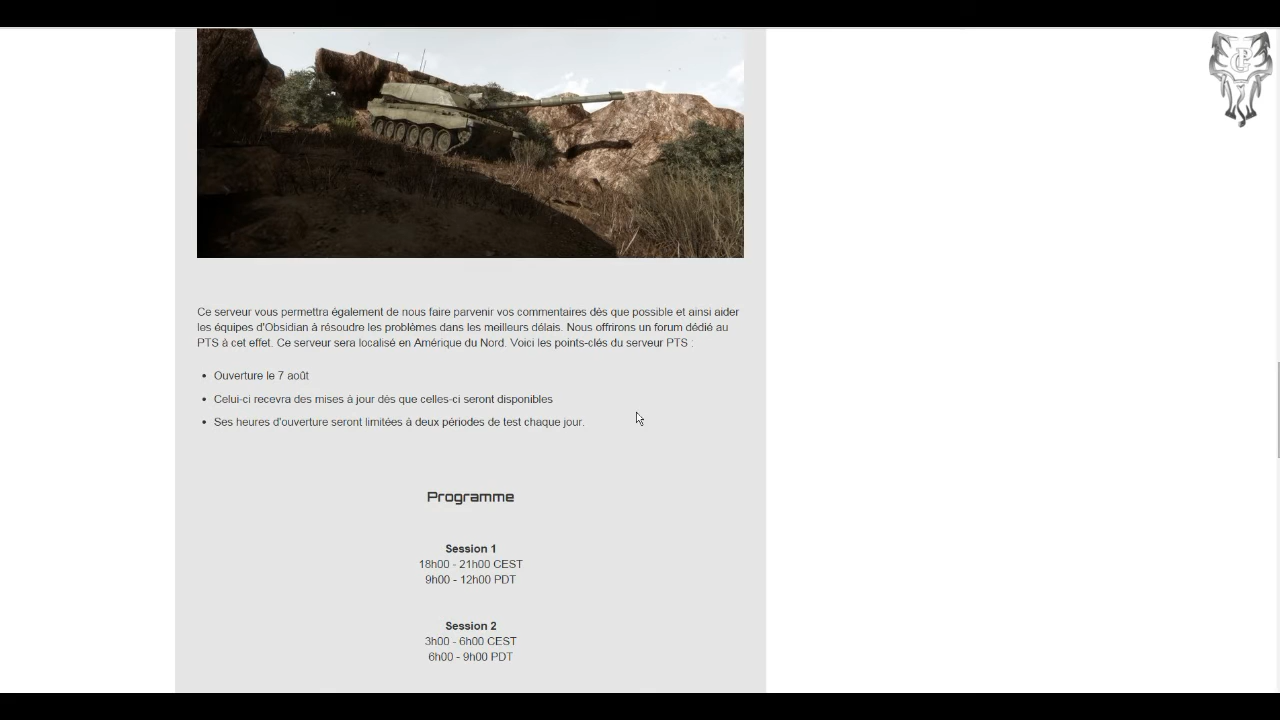 Ce serveur vous permettra également de nous faire parvenir vos commentaires dès que possible et ainsi aider
les équipes d'Obsidian à résoudre les problèmes dans les meilleurs délais. Nous offrirons un forum dédié au
PTS à cet effet. Ce serveur sera localisé en Amérique du Nord. Voici les points-clés du serveur PTS :
• Ouverture le 7 août
• Celui-ci recevra des mises à jour dès que celles-ci seront disponibles
• Ses heures d'ouverture seront limitées à deux périodes de test chaque jour.
Programme
Session 1
18h00 - 21h00 CEST
9h00 - 12h00 PDT
Session 2
3h00 - 6h00 CEST
6h00 - 9h00 PDT